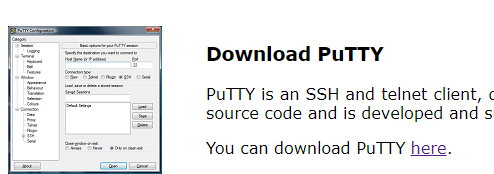 PuTTY Configuration
Category:
Session
Logging
Terminal
Keyboard
Bell
Features
Window
Appearance
Behaviour
Translation
Selection
Colours
Connection
Data
Proxy
Telnet
Rlogin
SSH
Serial
Basic options for your PuTTY session
Specify the destination you want to connect to
Host Name (or IP address) Port
22
Connection type:
Raw Telnet Rlogin SSH Serial
Load, save or delete a stored session
Saved Sessions
Default Settings
Load
Save
Delete
Close window on exit:
Always Never Only on clean exit
About Open Cancel
Download PuTTY
PuTTY is an SSH and telnet client,
source code and is developed and
You can download PuTTY here.